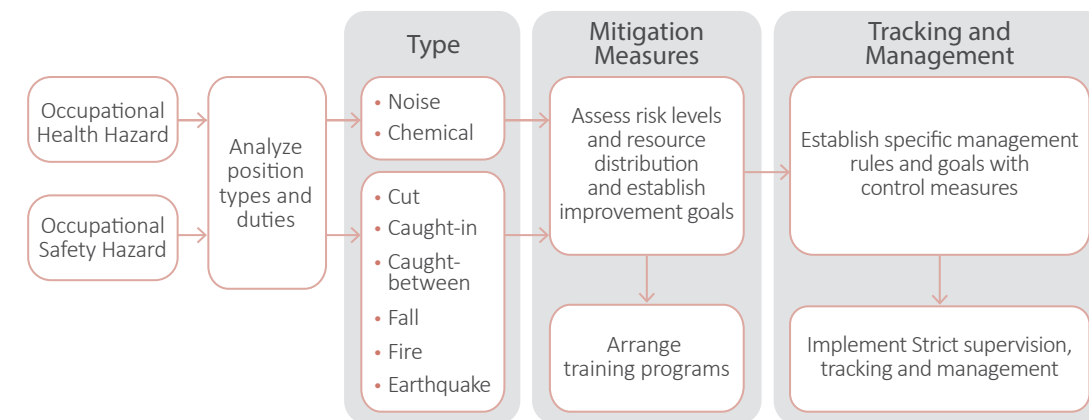 Type
Mitigation
Measures
Tracking and
Management
Occupational
Health Hazard
Occupational
Safety Hazard
Analyze
position
types and
duties
• Noise
• Chemical
• Cut
• Caught-in
• Caught-
between
• Fall
• Fire
• Earthquake
Assess risk levels
and resource
distribution
and establish
improvement goals
Arrange
training programs
Establish specific management
rules and goals with
control measures
Implement Strict supervision,
tracking and management